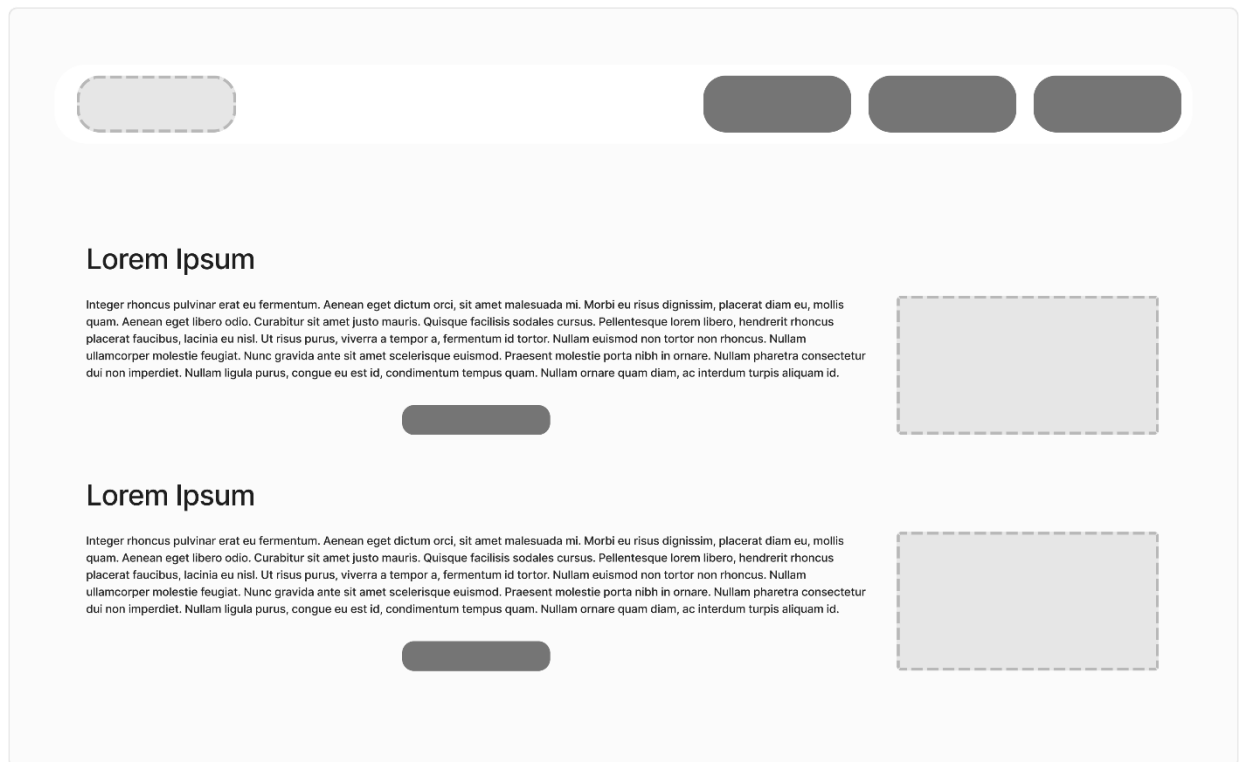 Lorem Ipsum
Integer rhoncus pulvinar erat eu fermentum. Aenean eget dictum orci, sit amet malesuada mi. Morbi eu risus dignissim, placerat diam eu, mollis
quam. Aenean eget libero odio. Curabitur sit amet justo mauris. Quisque facilisis sodales cursus. Pellentesque lorem libero, hendrerit rhoncus
placerat faucibus, lacinia eu nisl. Ut risus purus, viverra a tempor a, fermentum id tortor. Nullam euismod non tortor non rhoncus. Nullam
ullamcorper molestie feugiat. Nunc gravida ante sit amet scelerisque euismod. Praesent molestie porta nibh in ornare. Nullam pharetra consectetur
dui non imperdiet. Nullam ligula purus, congue eu est id, condimentum tempus quam. Nullam ornare quam diam, ac interdum turpis aliquam id.
Lorem Ipsum
Integer rhoncus pulvinar erat eu fermentum. Aenean eget dictum orci, sit amet malesuada mi. Morbi eu risus dignissim, placerat diam eu, mollis
quam. Aenean eget libero odio. Curabitur sit amet justo mauris. Quisque facilisis sodales cursus. Pellentesque lorem libero, hendrerit rhoncus
placerat faucibus, lacinia eu nisl. Ut risus purus, viverra a tempor a, fermentum id tortor. Nullam euismod non tortor non rhoncus. Nullam
ullamcorper molestie feugiat. Nunc gravida ante sit amet scelerisque euismod. Praesent molestie porta nibh in ornare. Nullam pharetra consectetur
dui non imperdiet. Nullam ligula purus, congue eu est id, condimentum tempus quam. Nullam ornare quam diam, ac interdum turpis aliquam id.